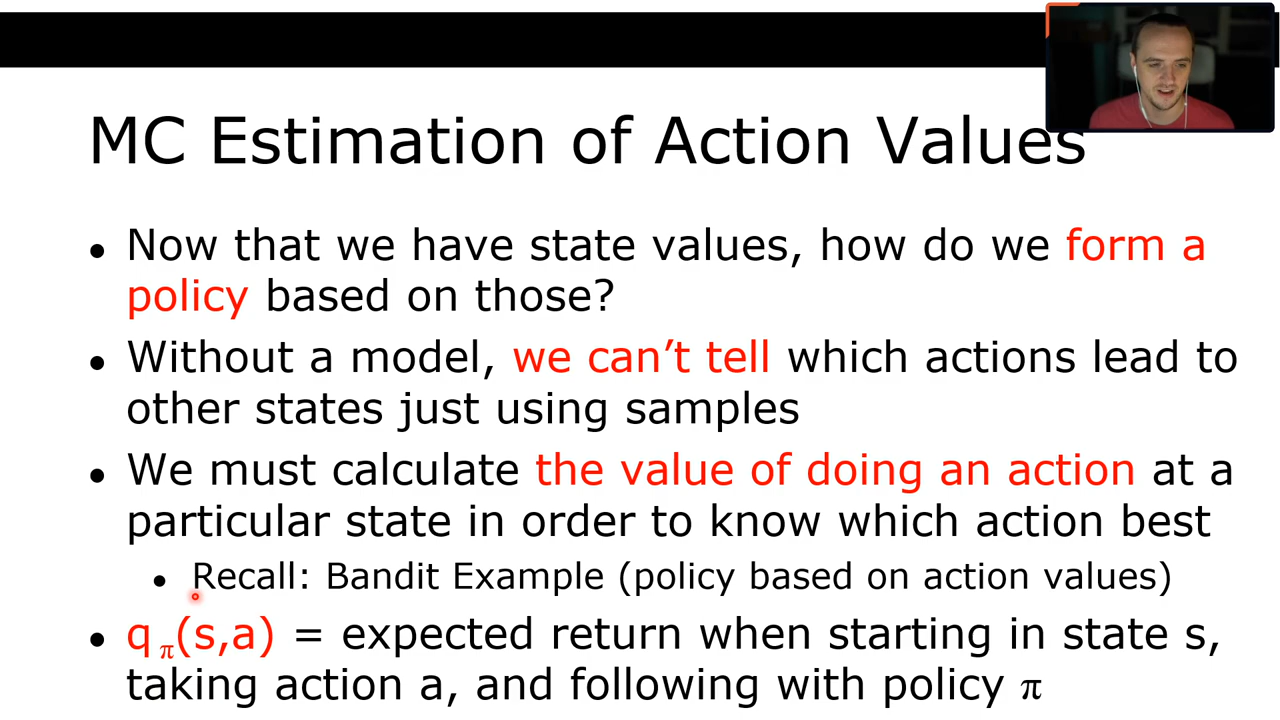 MC Estimation of Action Values
• Now that we have state values, how do we form a
policy based on those?
• Without a model, we can't tell which actions lead to
other states just using samples
• We must calculate the value of doing an action at a
particular state in order to know which action best
• Recall: Bandit Example (policy based on action values)
• q π(s,a) = expected return when starting in state s,
taking action a, and following with policy π